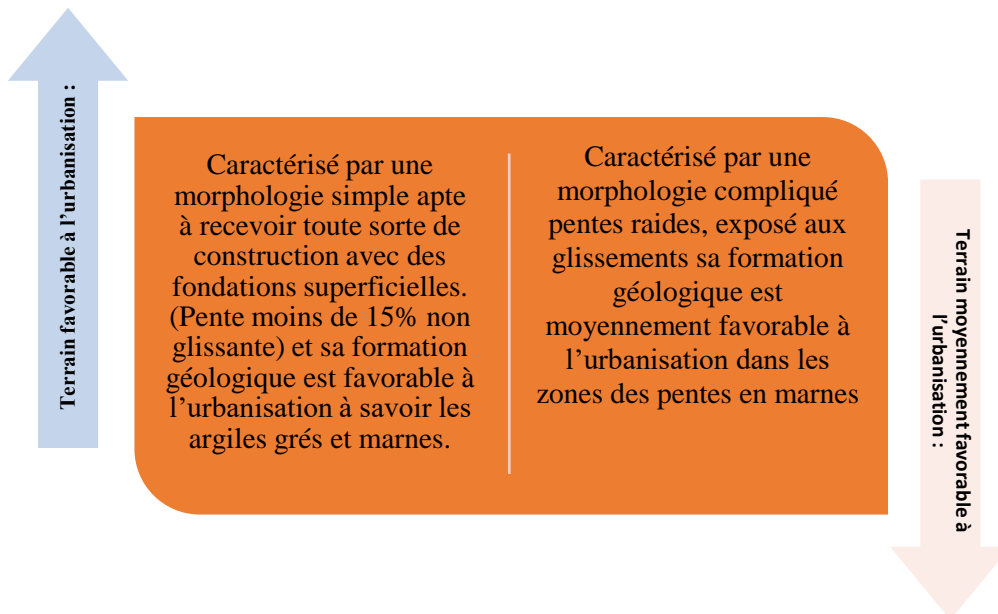 Terrain favorable à l’urbanisation :
Caractérisé par une
morphologie simple apte
à recevoir toute sorte de
construction avec des
fondations superficielles.
(Pente moins de 15% non
glissante) et sa formation
géologique est favorable à
l’urbanisation à savoir les
argiles grés et marnes.
Caractérisé par une
morphologie compliqué
pentes raides, exposé aux
glissements sa formation
géologique est
moyennement favorable à
l’urbanisation dans les
zones des pentes en marnes
Terrain moyennement favorable à
l’urbanisation :